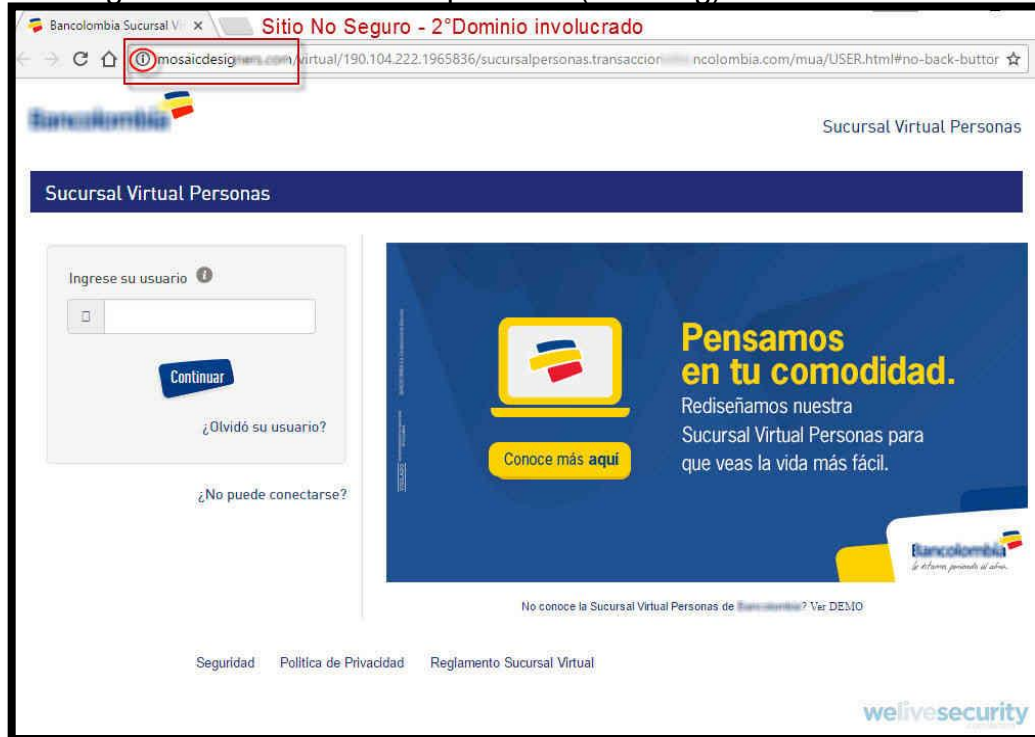 Bancolombia Sucursal Vi
Sitio No Seguro - 2°Dominio involucrado
virtual/190.104.222.1965836/sucursalpersonas.transaccion ncolombia.com/mua/USER.html#no-back-buttor
Sucursal Virtual Personas
Sucursal Virtual Personas
Ingrese su usuario
Continuar
¿Olvidó su usuario?
¿No puede conectarse?
Pensamos
en tu comodidad.
Rediseñamos nuestra
Sucursal Virtual Personas para
que veas la vida más fácil.
Conoce más aquí
No conoce la Sucursal Virtual Personas de ? Ver DEMO
Seguridad Politica de Privacidad Reglamento Sucursal Virtual
welivesecurity